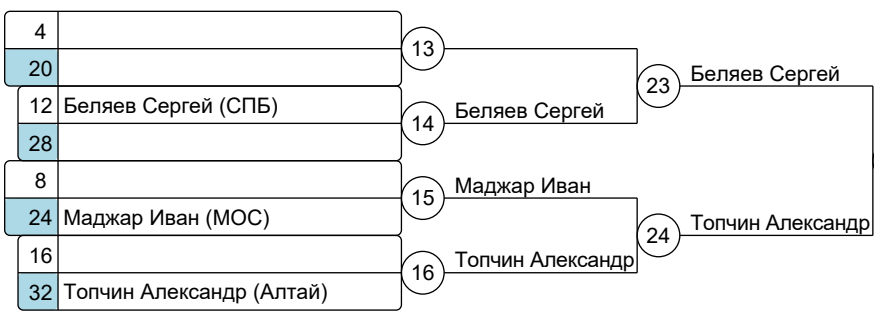 4
20
13
12 Беляев Сергей (СПБ)
28
14
Беляев Сергей
23
Беляев Сергей
8
24 Маджар Иван (МОС)
15
Маджар Иван
16
32 Топчин Александр (Алтай)
16
Топчин Александр
24
Топчин Александр